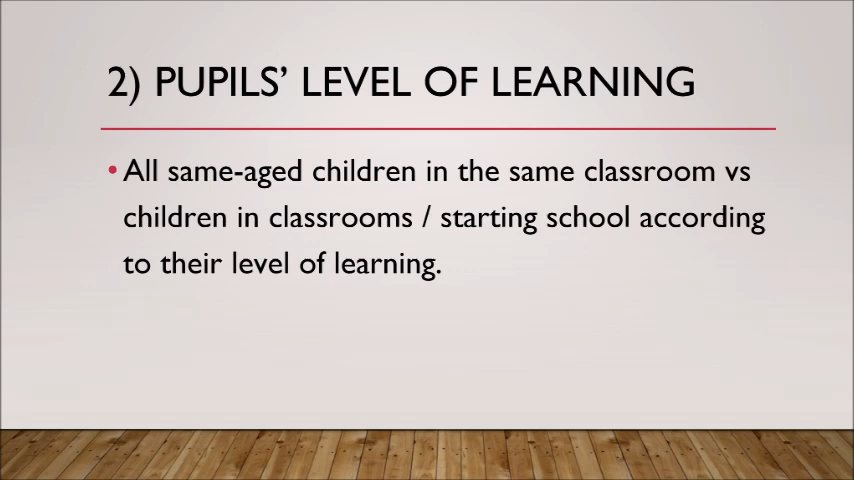 2) PUPILS’ LEVEL OF LEARNING
•All same-aged children in the same classroom vs
children in classrooms / starting school according
to their level of learning.